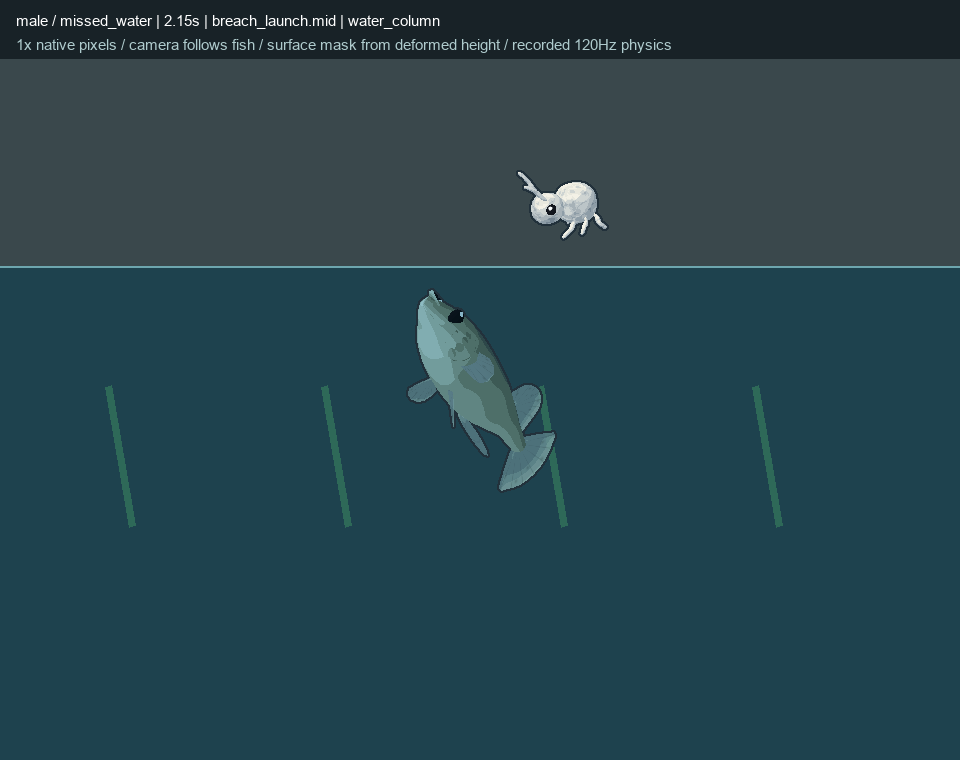 male / missed_water | 2.15s | breach_launch.mid | water_column
1x native pixels / camera follows fish / surface mask from deformed height / recorded 120Hz physics